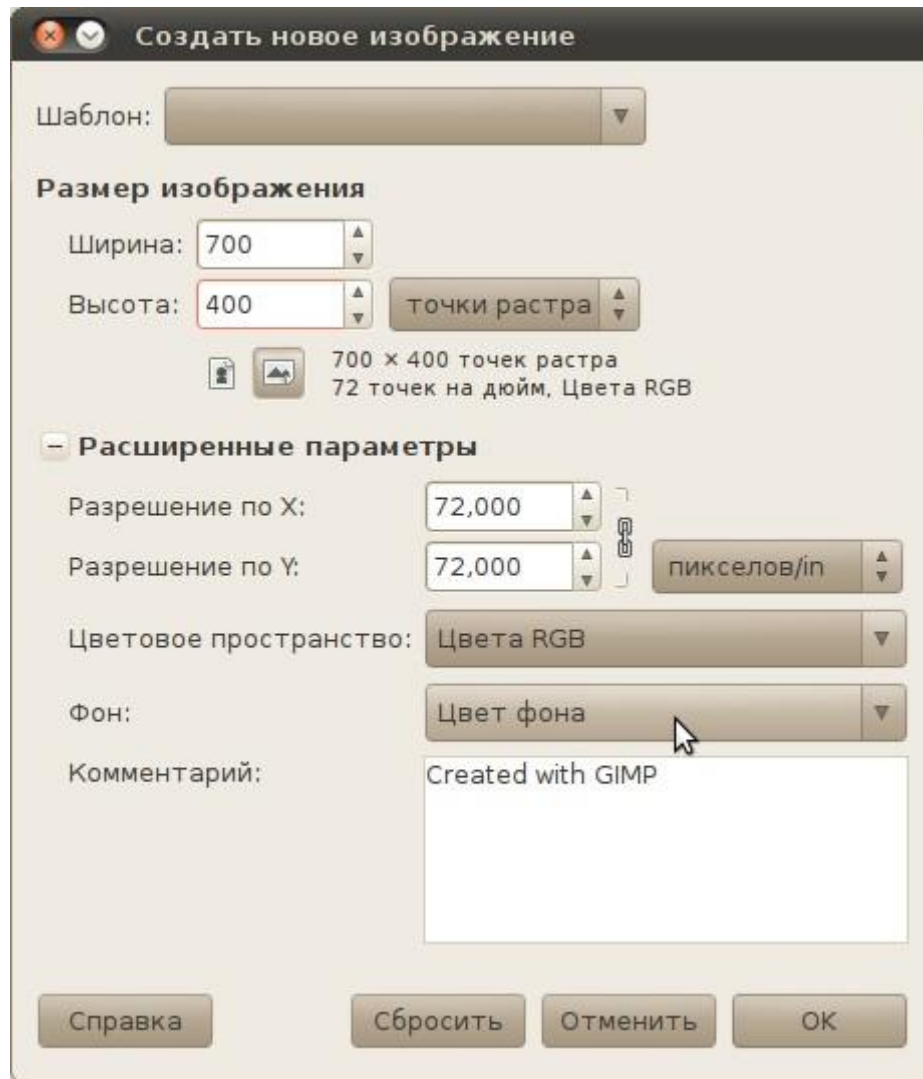 Создать новое изображение
Шаблон:
Размер изображения
Ширина: 700
Высота: 400 точки растра
700 × 400 точек растра
72 точек на дюйм, Цвета RGB
Расширенные параметры
Разрешение по X: 72,000
Разрешение по Y: 72,000 пикселов/in
Цветовое пространство: Цвета RGB
Фон: Цвет фона
Комментарий: Created with GIMP
Справка Сбросить Отменить OK